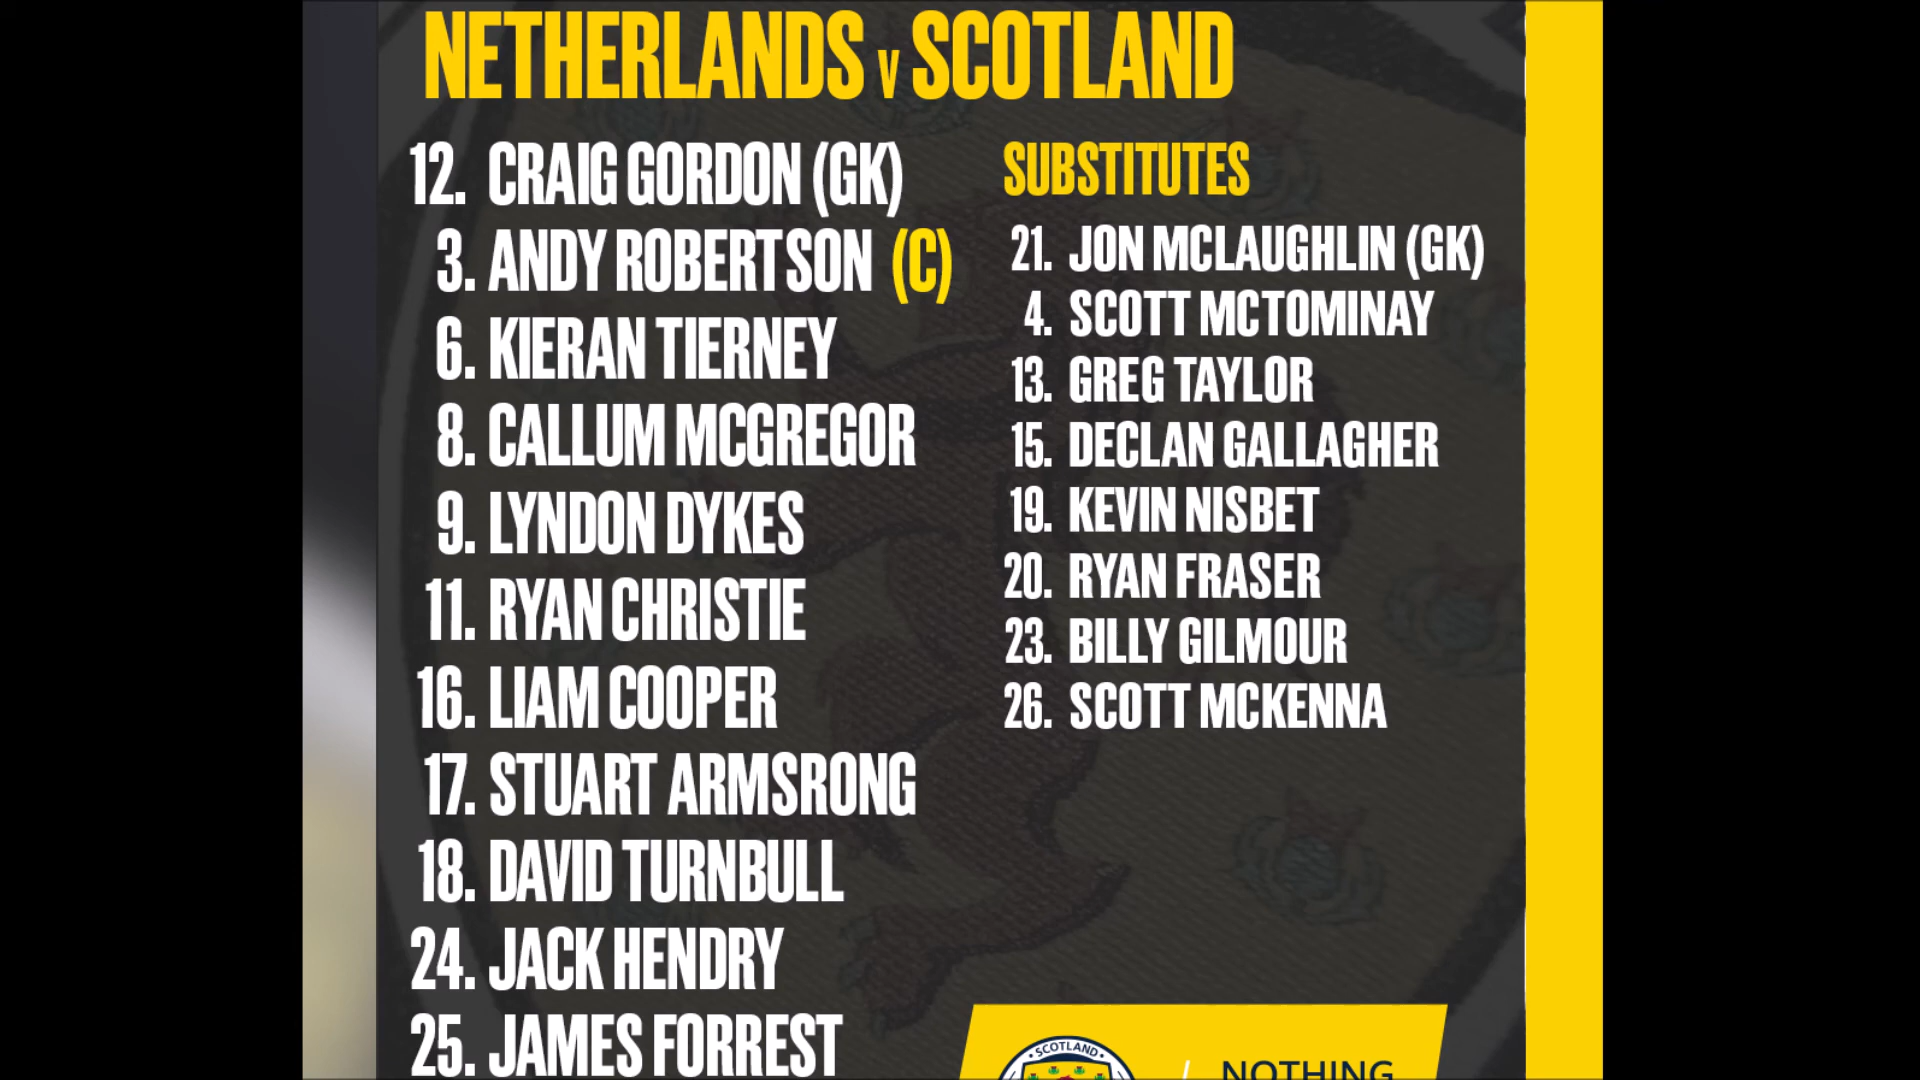 NETHERLANDS V SCOTLAND
12. CRAIG GORDON (GK)
3. ANDY ROBERTSON (C)
6. KIERAN TIERNEY
8. CALLUM MCGREGOR
9. LYNDON DYKES
11. RYAN CHRISTIE
16. LIAM COOPER
17. STUART ARMSRONG
18. DAVID TURNBULL
24. JACK HENDRY
25. JAMES FORREST
SUBSTITUTES
21. JON MCLAUGHLIN (GK)
4. SCOTT MCTOMINAY
13. GREG TAYLOR
15. DECLAN GALLAGHER
19. KEVIN NISBET
20. RYAN FRASER
23. BILLY GILMOUR
26. SCOTT MCKENNA
SCOTLAND
NOTHING